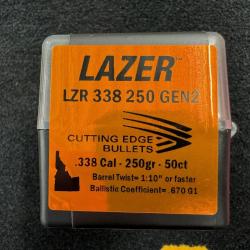 LAZER™
LZR 338 250 GEN2
CUTTING EDGE
BULLETS
.338 Cal - 250gr - 50ct
Barrel Twist= 1:10" or faster
Ballistic Coefficient= .670 G1